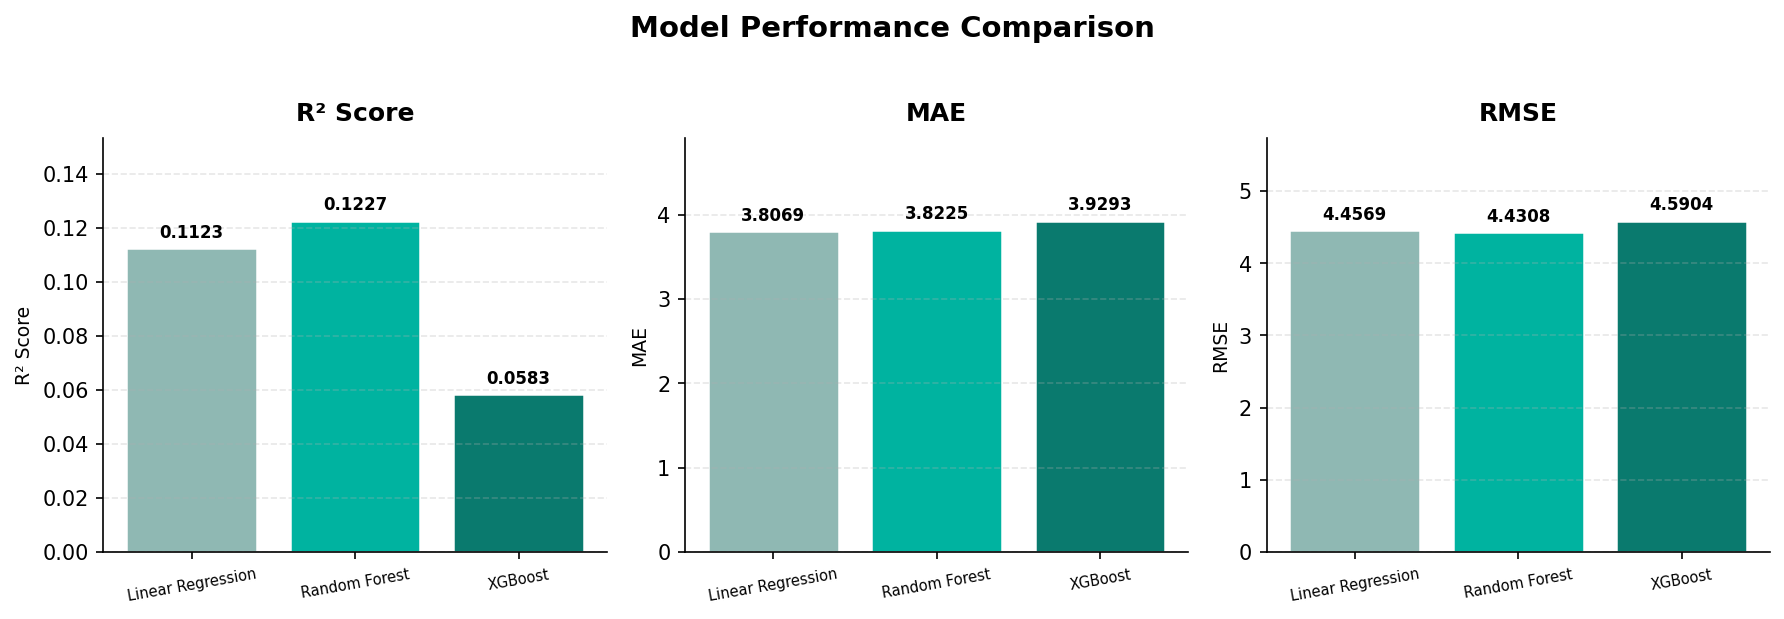 Model Performance Comparison
R² Score
R² Score
0.14
0.12
0.10
0.08
0.06
0.04
0.02
0.00
0.1123
0.1227
0.0583
Linear Regression
Random Forest
XGBoost
MAE
MAE
4
3
2
1
0
3.8069
3.8225
3.9293
Linear Regression
Random Forest
XGBoost
RMSE
RMSE
5
4
3
2
1
0
4.4569
4.4308
4.5904
Linear Regression
Random Forest
XGBoost